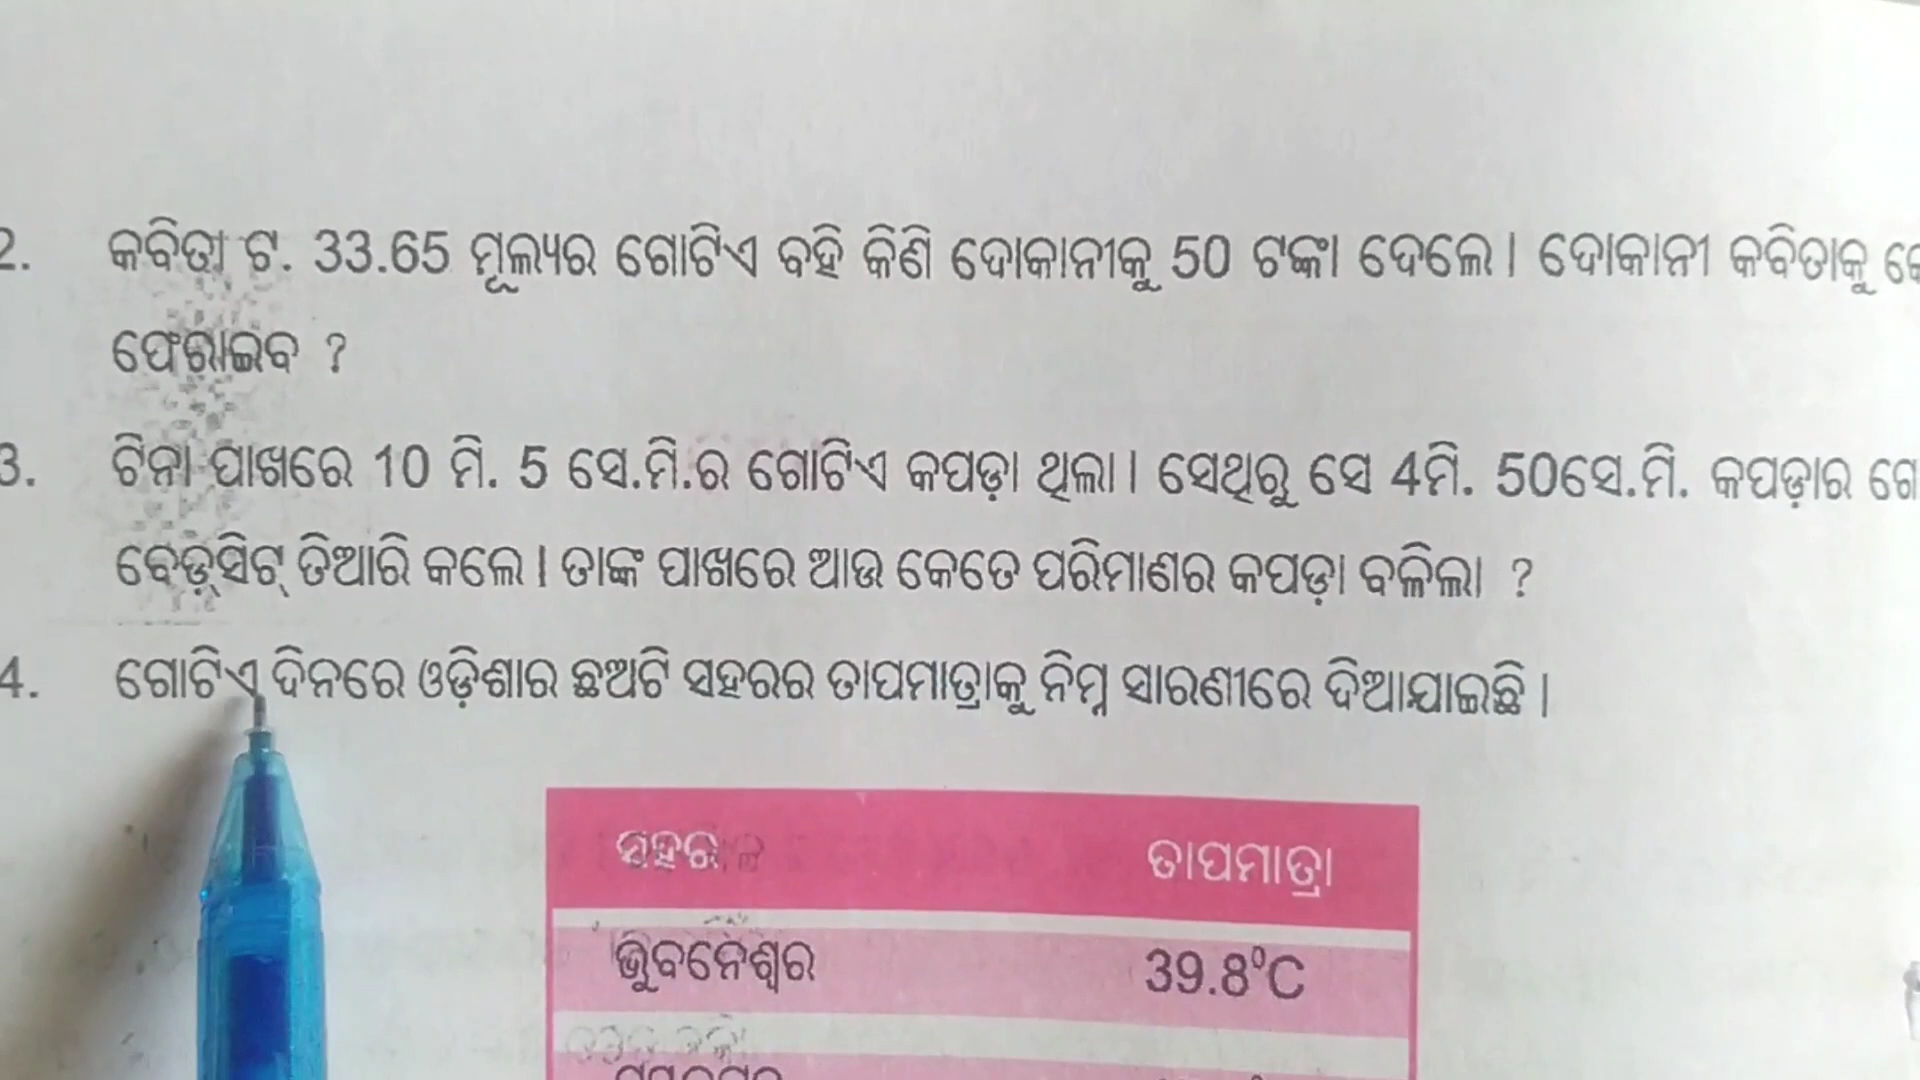 2. କବିତା ଟ. 33.65 ମୂଲ୍ୟର ଗୋଟିଏ ବହି କିଣି ଦୋକାନୀକୁ 50 ଟଙ୍କା ଦେଲେ। ଦୋକାନୀ କବିତାକୁ
ଫେରାଇବ ?
3. ଟିନା ପାଖରେ 10 ମି. 5 ସେ.ମି.ର ଗୋଟିଏ କପଡ଼ା ଥିଲା। ସେଥିରୁ ସେ 4ମି. 50ସେ.ମି. କପଡ଼ାର
ବେଡ଼୍‌ସିଟ୍ ତିଆରି କଲେ। ତାଙ୍କ ପାଖରେ ଆଉ କେତେ ପରିମାଣର କପଡ଼ା ବଳିଲା ?
4. ଗୋଟିଏ ଦିନରେ ଓଡ଼ିଶାର ଛଅଟି ସହରର ତାପମାତ୍ରାକୁ ନିମ୍ନ ସାରଣୀରେ ଦିଆଯାଇଛି।
ସହର ତାପମାତ୍ରା
ଭୁବନେଶ୍ୱର 39.8⁰C